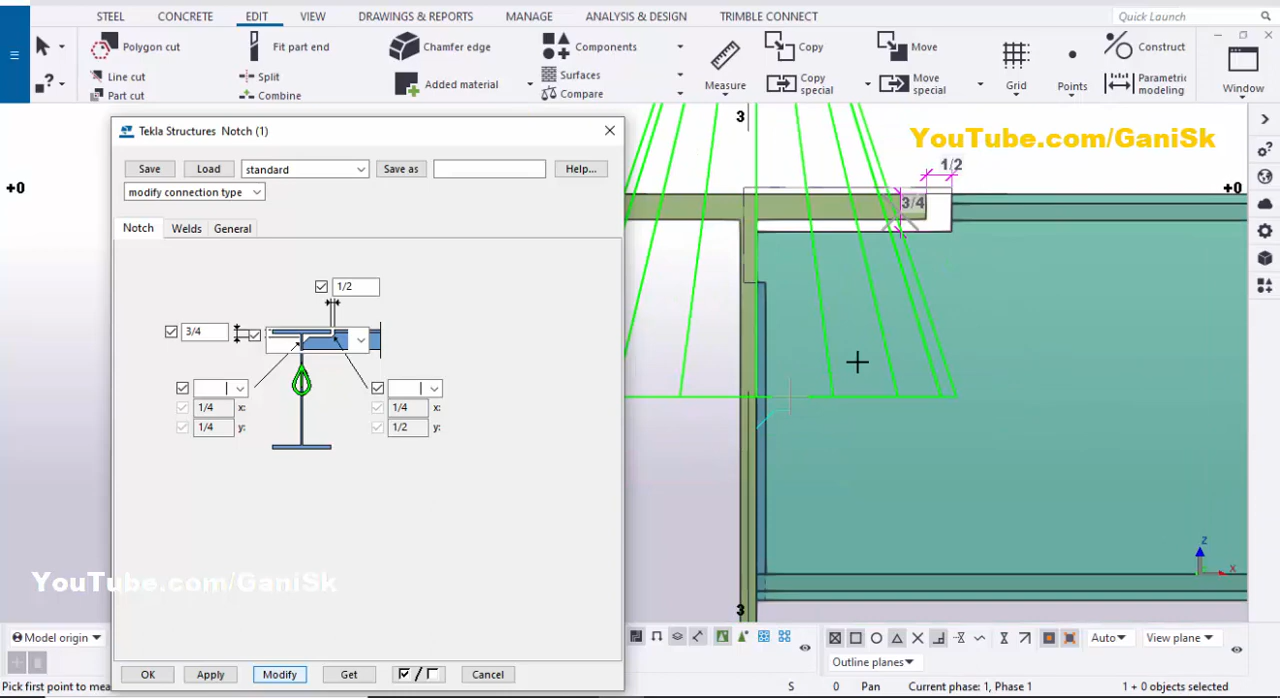 STEEL CONCRETE EDIT VIEW DRAWINGS & REPORTS MANAGE ANALYSIS & DESIGN TRIMBLE CONNECT Quick Launch
Polygon cut
Fit part end
Chamfer edge
Components
Copy
Move
Construct
Line cut
Split
Added material
Surfaces
Measure
Copy special
Move special
Grid
Points
Parametric modeling
Window
Part cut
Combine
Compare
Tekla Structures Notch (1)
Save
Load
standard
Save as
Help...
modify connection type
Notch
Welds
General
1/2
3/4
1/4 x:
1/4 y:
1/4 x:
1/2 y:
OK
Apply
Modify
Get
/
Cancel
+0
3
YouTube.com/GaniSk
1/2
+0
3/4
3
Z
X
YouTube.com/GaniSk
Model origin
Auto
View plane
Outline planes
Pick first point to mea
S
0
Pan
Current phase: 1, Phase 1
1 + 0 objects selected